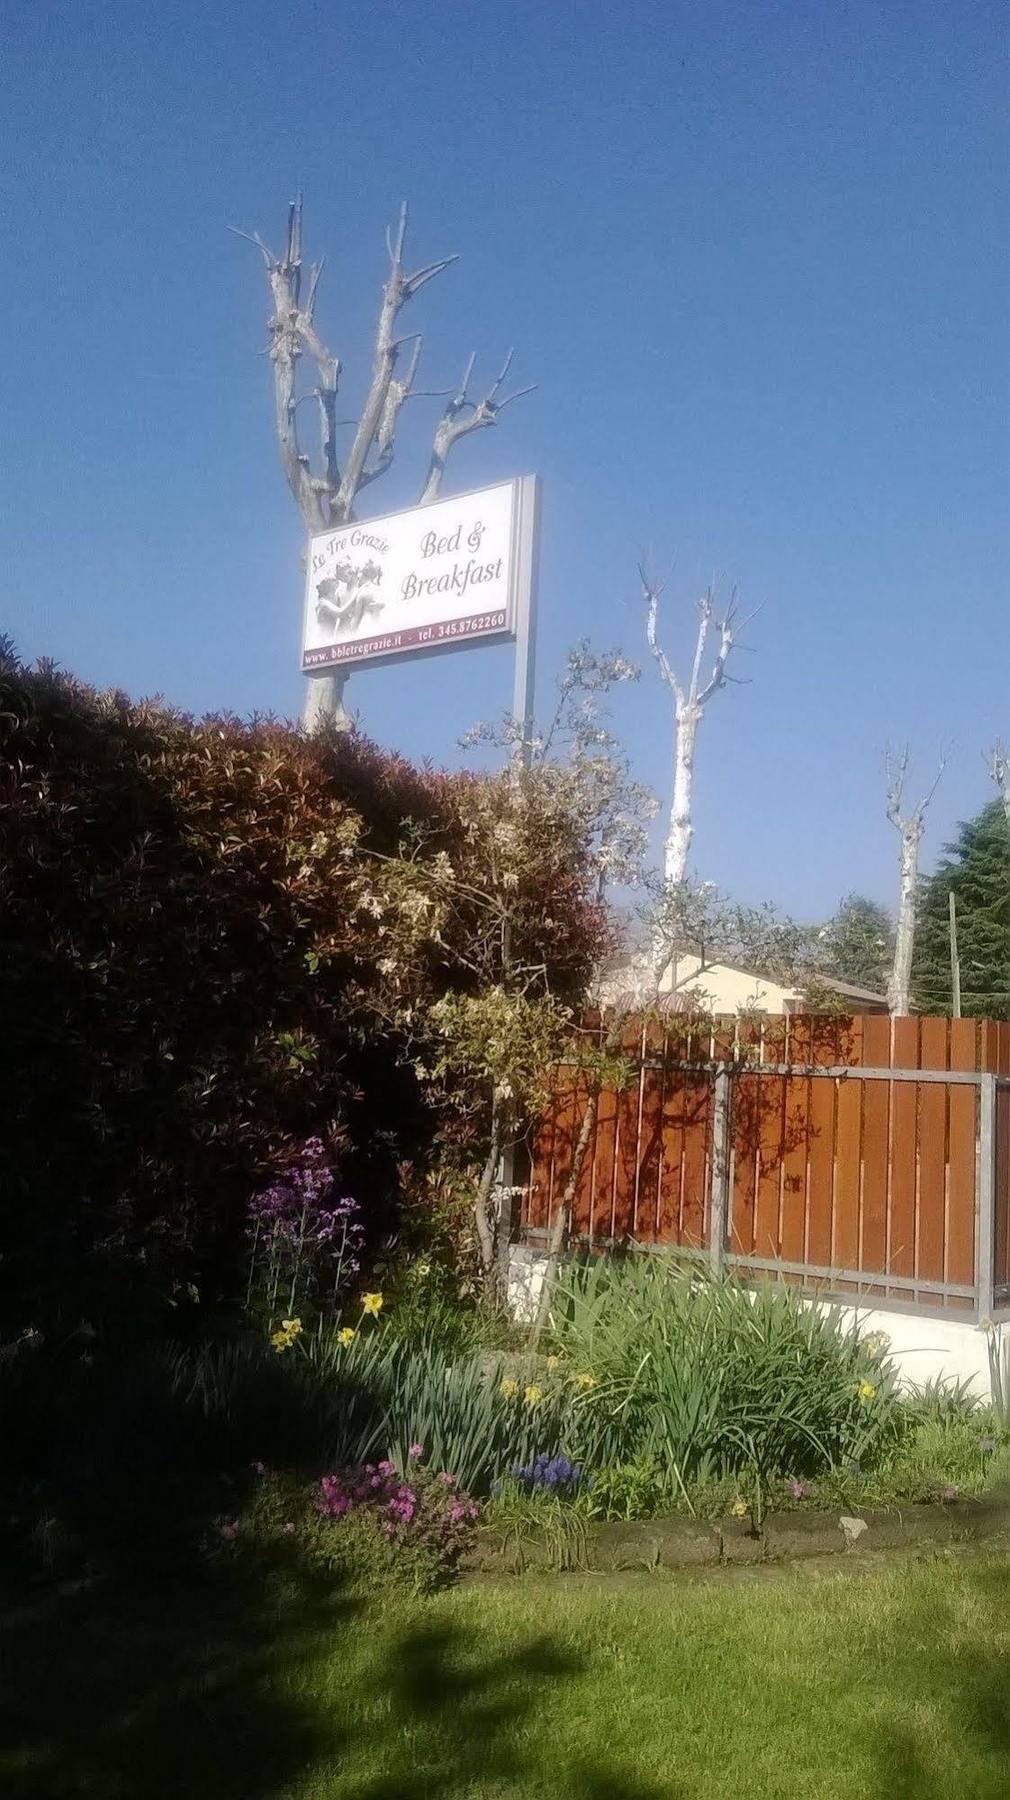 Le Tre Grazie
Bed &
Breakfast
www. bbletregrazie.it - tel. 345.8762260